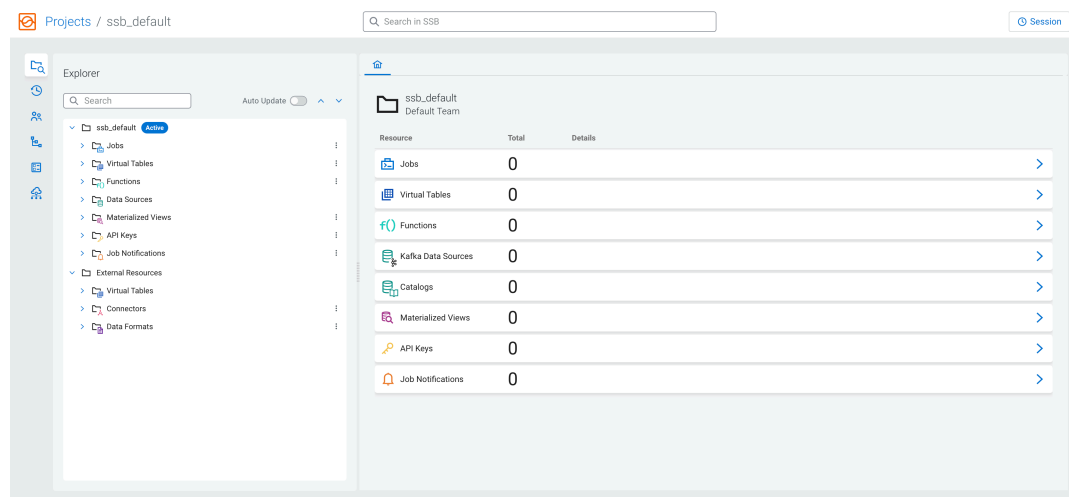 Projects / ssb_default
Search in SSB
Session
Explorer
Search
Auto Update
ssb_default Active
Jobs
Virtual Tables
Functions
Data Sources
Materialized Views
API Keys
Job Notifications
External Resources
Virtual Tables
Connectors
Data Formats
ssb_default
Default Team
Resource Total Details
Jobs 0
Virtual Tables 0
f() Functions 0
Kafka Data Sources 0
Catalogs 0
Materialized Views 0
API Keys 0
Job Notifications 0